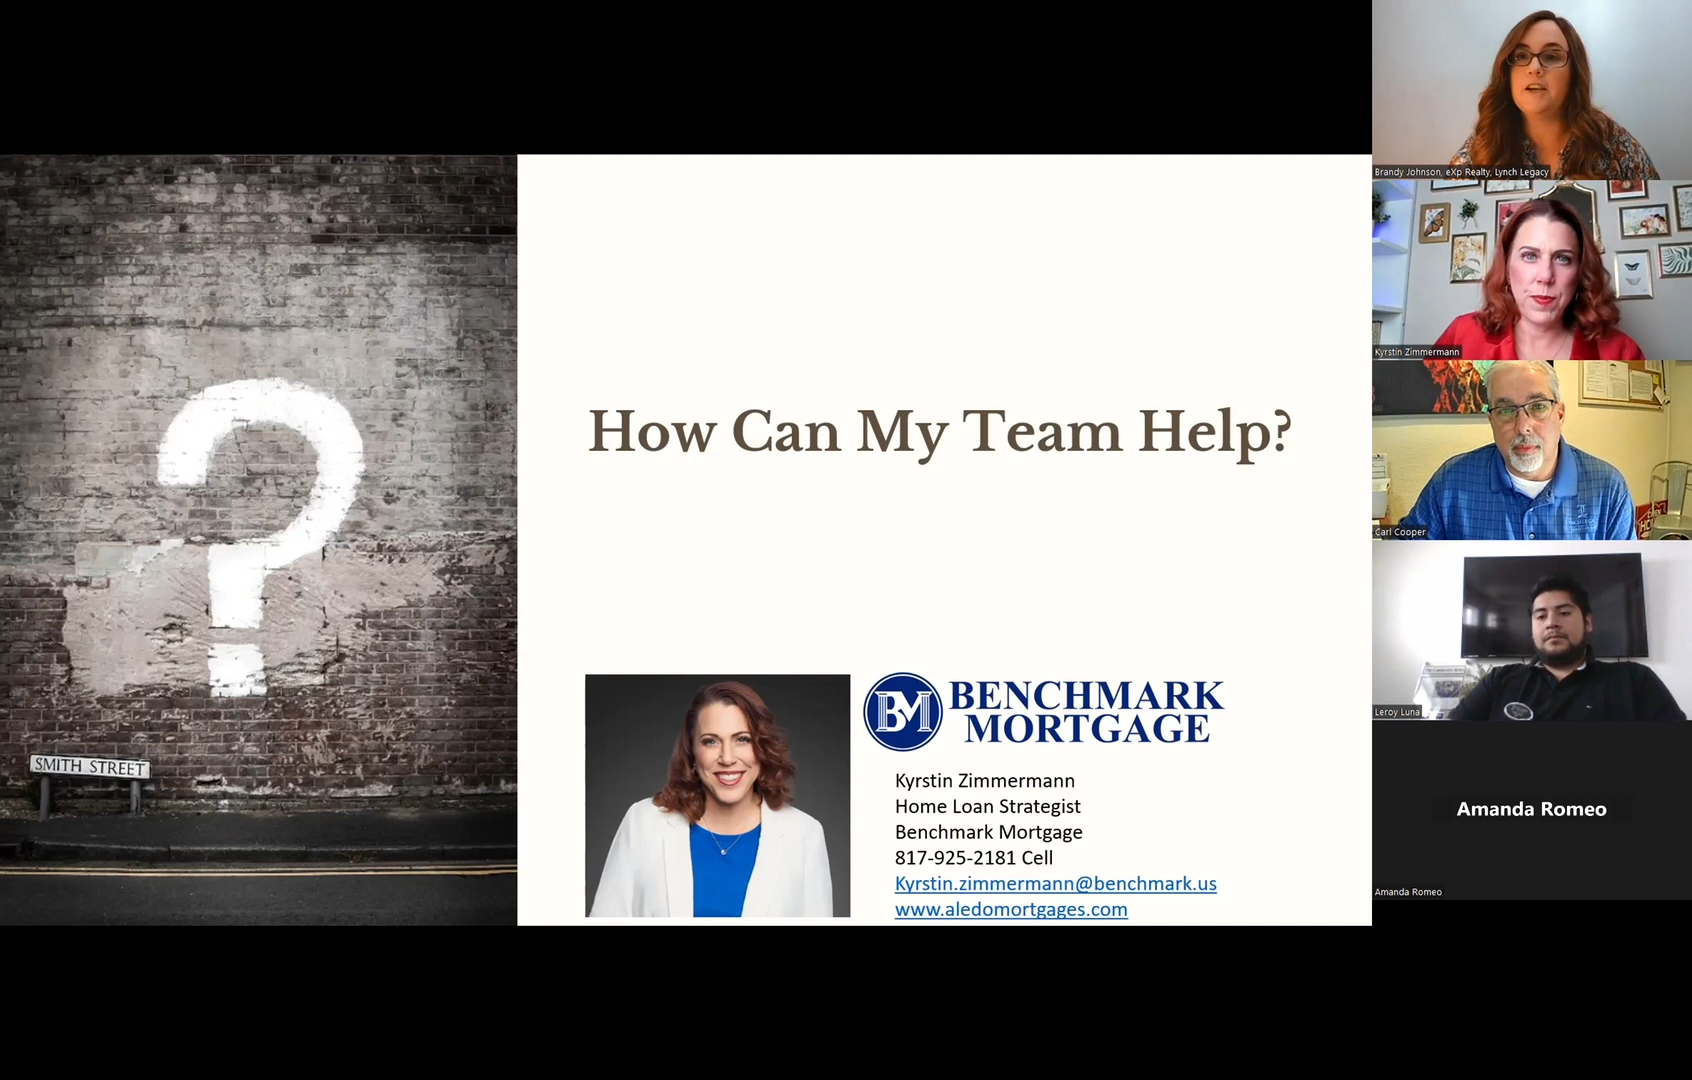 SMITH STREET
How Can My Team Help?
BM BENCHMARK
MORTGAGE
Kyrstin Zimmermann
Home Loan Strategist
Benchmark Mortgage
817-925-2181 Cell
Kyrstin.zimmermann@benchmark.us
www.aledomortgages.com
Brandy Johnson, eXp Realty, Lynch Legacy
Kyrstin Zimmermann
Carl Cooper
Leroy Luna
Amanda Romeo
Amanda Romeo